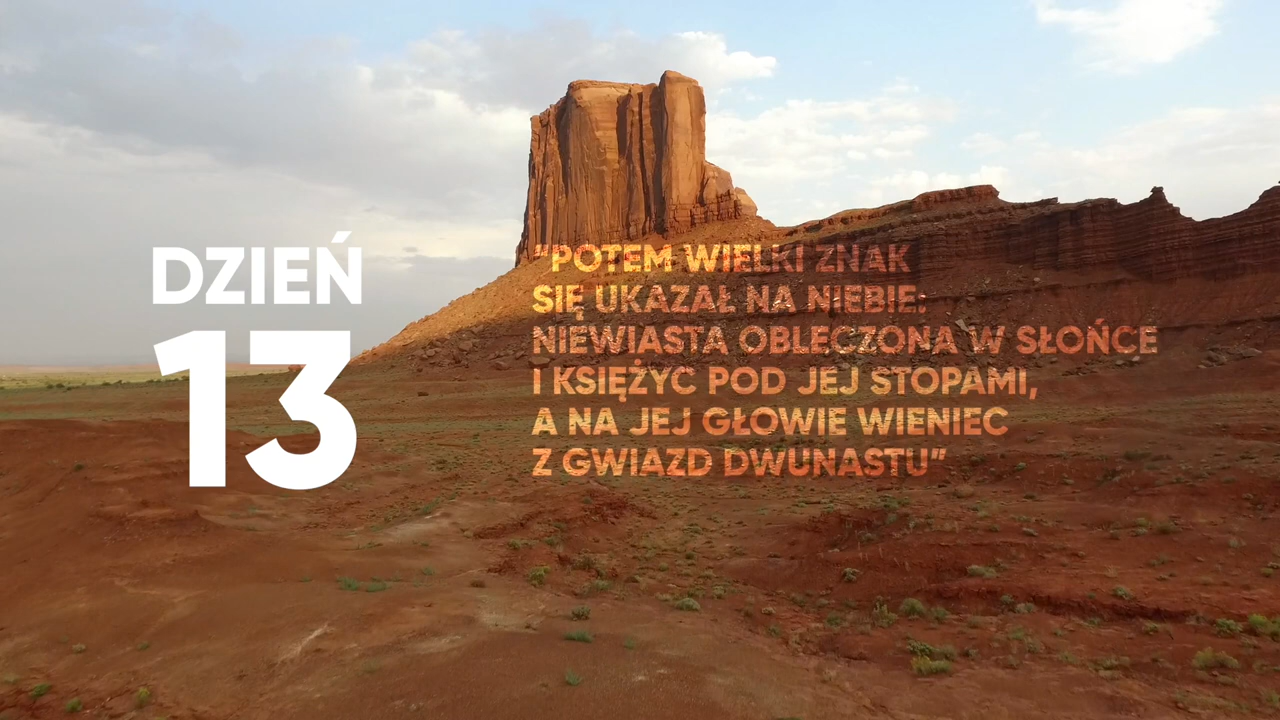 DZIEŃ
13
"POTEM WIELKI ZNAK
SIĘ UKAZAŁ NA NIEBIE:
NIEWIASTA OBLECZONA W SŁOŃCE
I KSIĘŻYC POD JEJ STOPAMI,
A NA JEJ GŁOWIE WIENIEC
Z GWIAZD DWUNASTU"